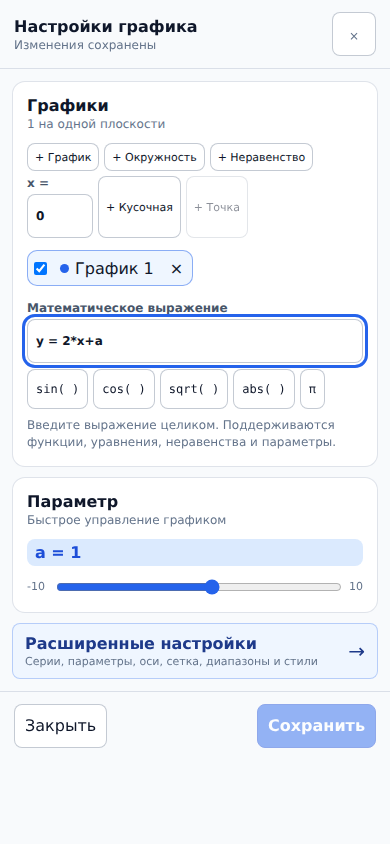 Настройки графика
Изменения сохранены
×
Графики
1 на одной плоскости
+ График
+ Окружность
+ Неравенство
x =
0
+ Кусочная
+ Точка
График 1 ×
Математическое выражение
y = 2*x+a
sin( ) cos( ) sqrt( ) abs( ) π
Введите выражение целиком. Поддерживаются
функции, уравнения, неравенства и параметры.
Параметр
Быстрое управление графиком
a = 1
-10 10
Расширенные настройки
Серии, параметры, оси, сетка, диапазоны и стили
→
Закрыть
Сохранить